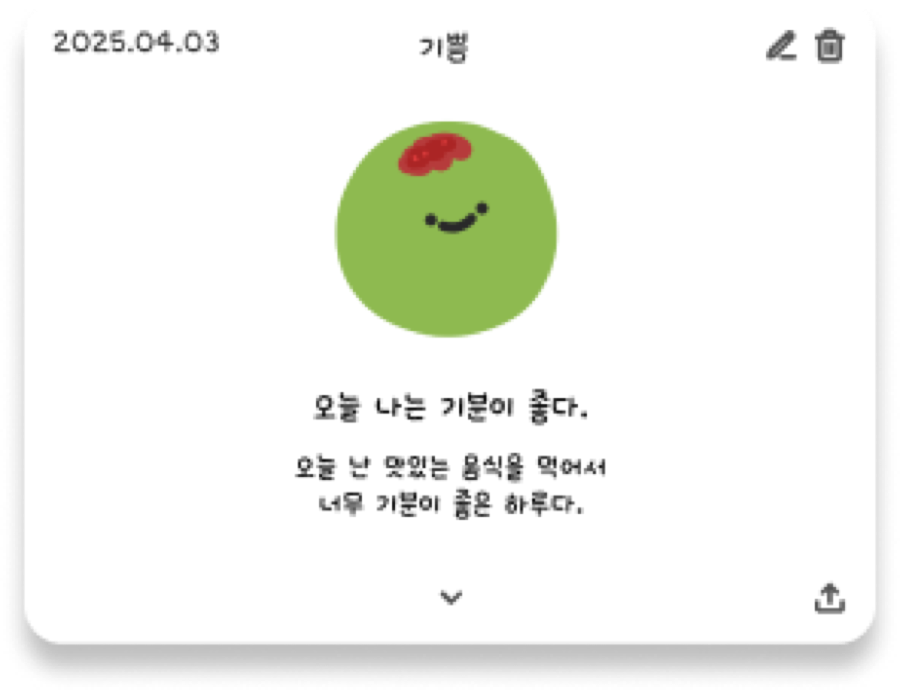 2025.04.03
기쁨
오늘 나는 기분이 좋다.
오늘 난 맛있는 음식을 먹어서
너무 기분이 좋은 하루다.